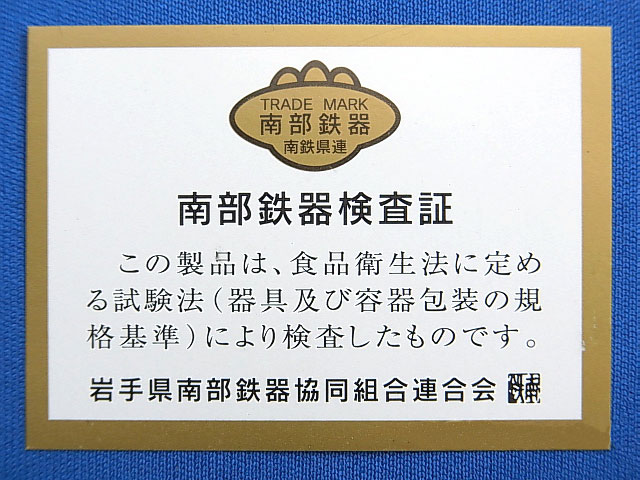 TRADE MARK
南部鉄器
南鉄県連
南部鉄器検査証
この製品は、食品衛生法に定め
る試験法(器具及び容器包装の規
格基準)により検査したものです。
岩手県南部鉄器協同組合連合会